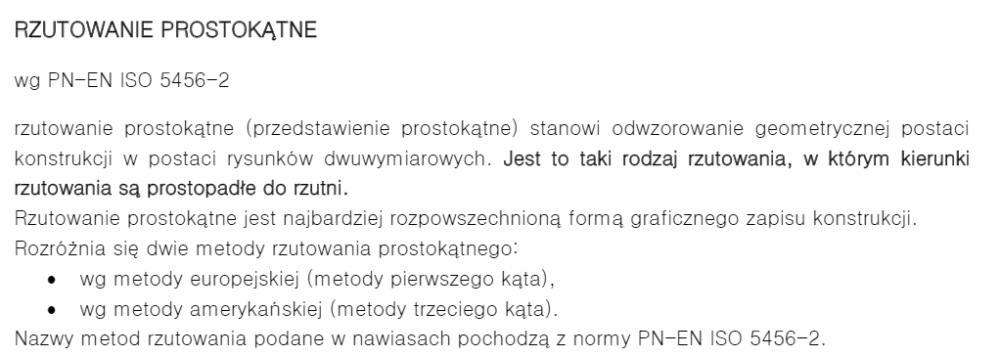 RZUTOWANIE PROSTOKĄTNE
wg PN-EN ISO 5456-2
rzutowanie prostokątne (przedstawienie prostokątne) stanowi odwzorowanie geometrycznej postaci
konstrukcji w postaci rysunków dwuwymiarowych. Jest to taki rodzaj rzutowania, w którym kierunki
rzutowania są prostopadłe do rzutni.
Rzutowanie prostokątne jest najbardziej rozpowszechnioną formą graficznego zapisu konstrukcji.
Rozróżnia się dwie metody rzutowania prostokątnego:
• wg metody europejskiej (metody pierwszego kąta),
• wg metody amerykańskiej (metody trzeciego kąta).
Nazwy metod rzutowania podane w nawiasach pochodzą z normy PN-EN ISO 5456-2.